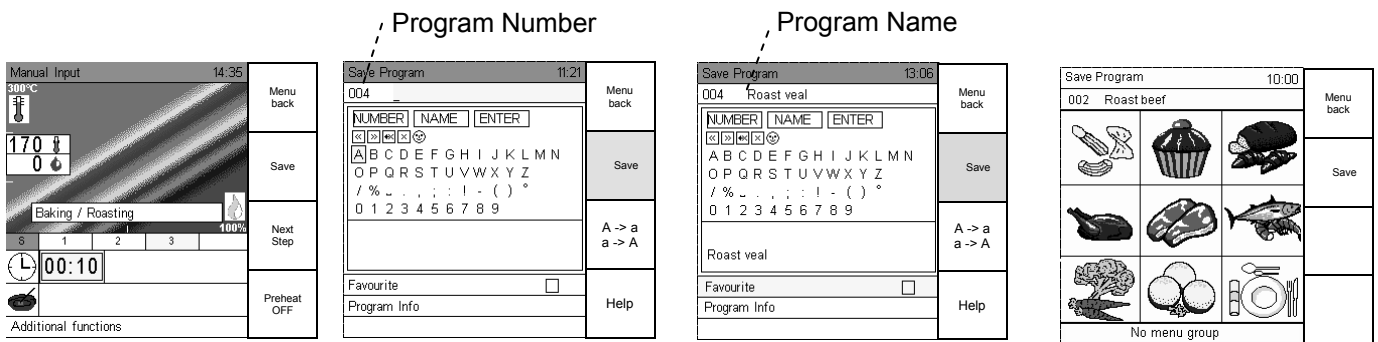 Program Number
Program Name
Manual Input 14:35
300°C
170
0
Baking / Roasting
100%
S 1 2 3
00:10
Additional functions
Menu
back
Save
Next
Step
Preheat
OFF
Save Program 11:21
004 _
NUMBER NAME ENTER
A B C D E F G H I J K L M N
O P Q R S T U V W X Y Z
/ % _ . , ; : ! - ( ) °
0 1 2 3 4 5 6 7 8 9
Favourite
Program Info
Menu
back
Save
A -> a
a -> A
Help
Save Program 13:06
004 Roast veal
NUMBER NAME ENTER
A B C D E F G H I J K L M N
O P Q R S T U V W X Y Z
/ % _ . , ; : ! - ( ) °
0 1 2 3 4 5 6 7 8 9
Roast veal
Favourite
Program Info
Menu
back
Save
A -> a
a -> A
Help
Save Program 10:00
002 Roast beef
No menu group
Menu
back
Save